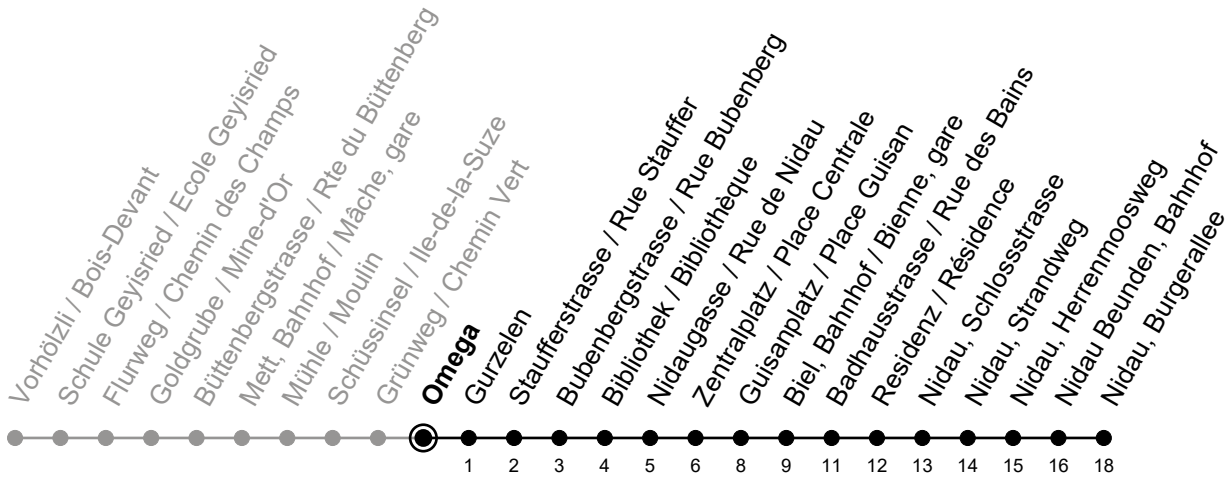 Vorhölzli / Bois-Devant
Schule Geyisried / Ecole Geyisried
Flurweg / Chemin des Champs
Goldgrube / Mine-d'Or
Büttenbergstrasse / Rte du Büttenberg
Mett, Bahnhof / Mâche, gare
Mühle / Moulin
Schüssinsel / Ile-de-la-Suze
Grünweg / Chemin Vert
Omega
Gurzelen
Staufferstrasse / Rue Stauffer
Bubenbergstrasse / Rue Bubenberg
Bibliothek / Bibliothèque
Nidaugasse / Rue de Nidau
Zentralplatz / Place Centrale
Guisanplatz / Place Guisan
Biel, Bahnhof / Bienne, gare
Badhausstrasse / Rue des Bains
Residenz / Résidence
Nidau, Schlossstrasse
Nidau, Strandweg
Nidau, Herrenmoosweg
Nidau Beunden, Bahnhof
Nidau, Burgerallee
1 2 3 4 5 6 8 9 11 12 13 14 15 16 18